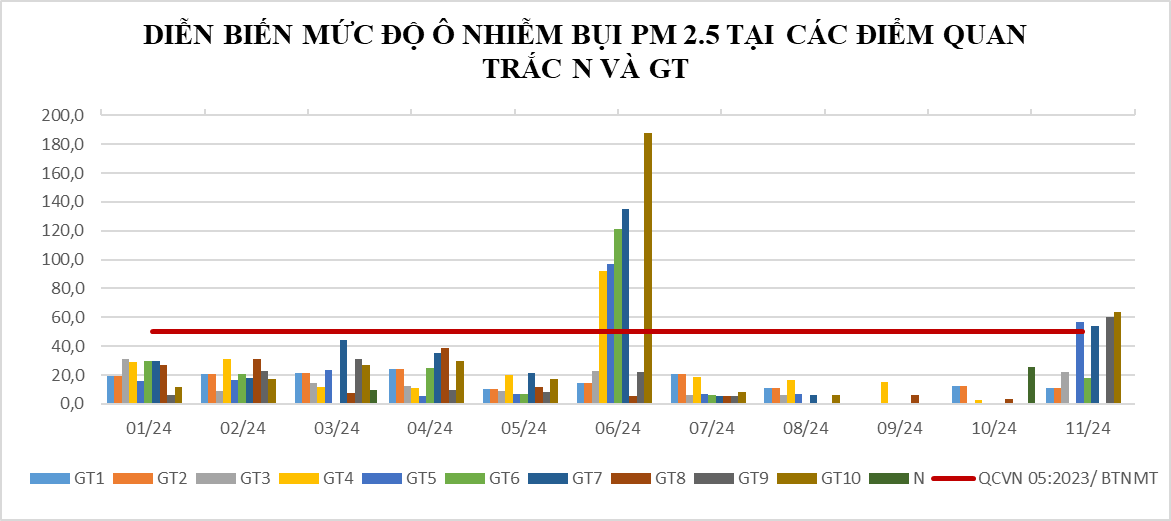 DIỄN BIẾN MỨC ĐỘ Ô NHIỄM BỤI PM 2.5 TẠI CÁC ĐIỂM QUAN
TRẮC N VÀ GT
200,0
180,0
160,0
140,0
120,0
100,0
80,0
60,0
40,0
20,0
0,0
01/24 02/24 03/24 04/24 05/24 06/24 07/24 08/24 09/24 10/24 11/24
GT1 GT2 GT3 GT4 GT5 GT6 GT7 GT8 GT9 GT10 N QCVN 05:2023/ BTNMT